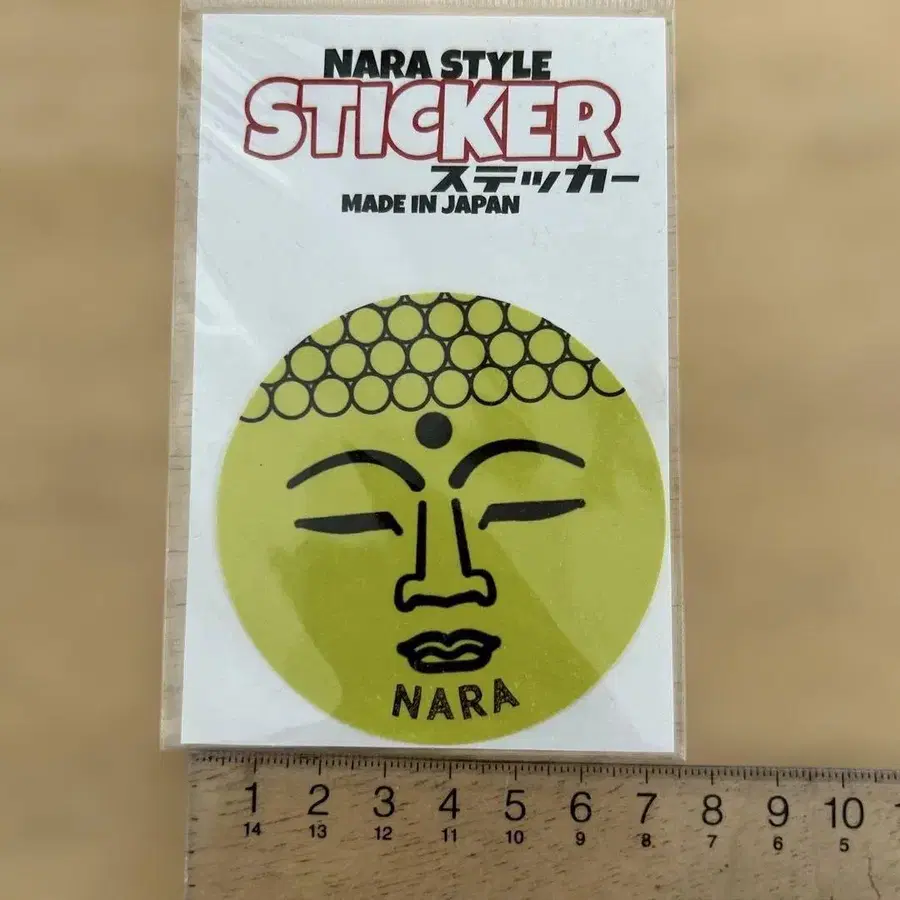 NARA STYLE
STICKER
ステッカー
MADE IN JAPAN
NARA
1 2 3 4 5 6 7 8 9 10
14 13 12 11 10 9 8 7 6 5